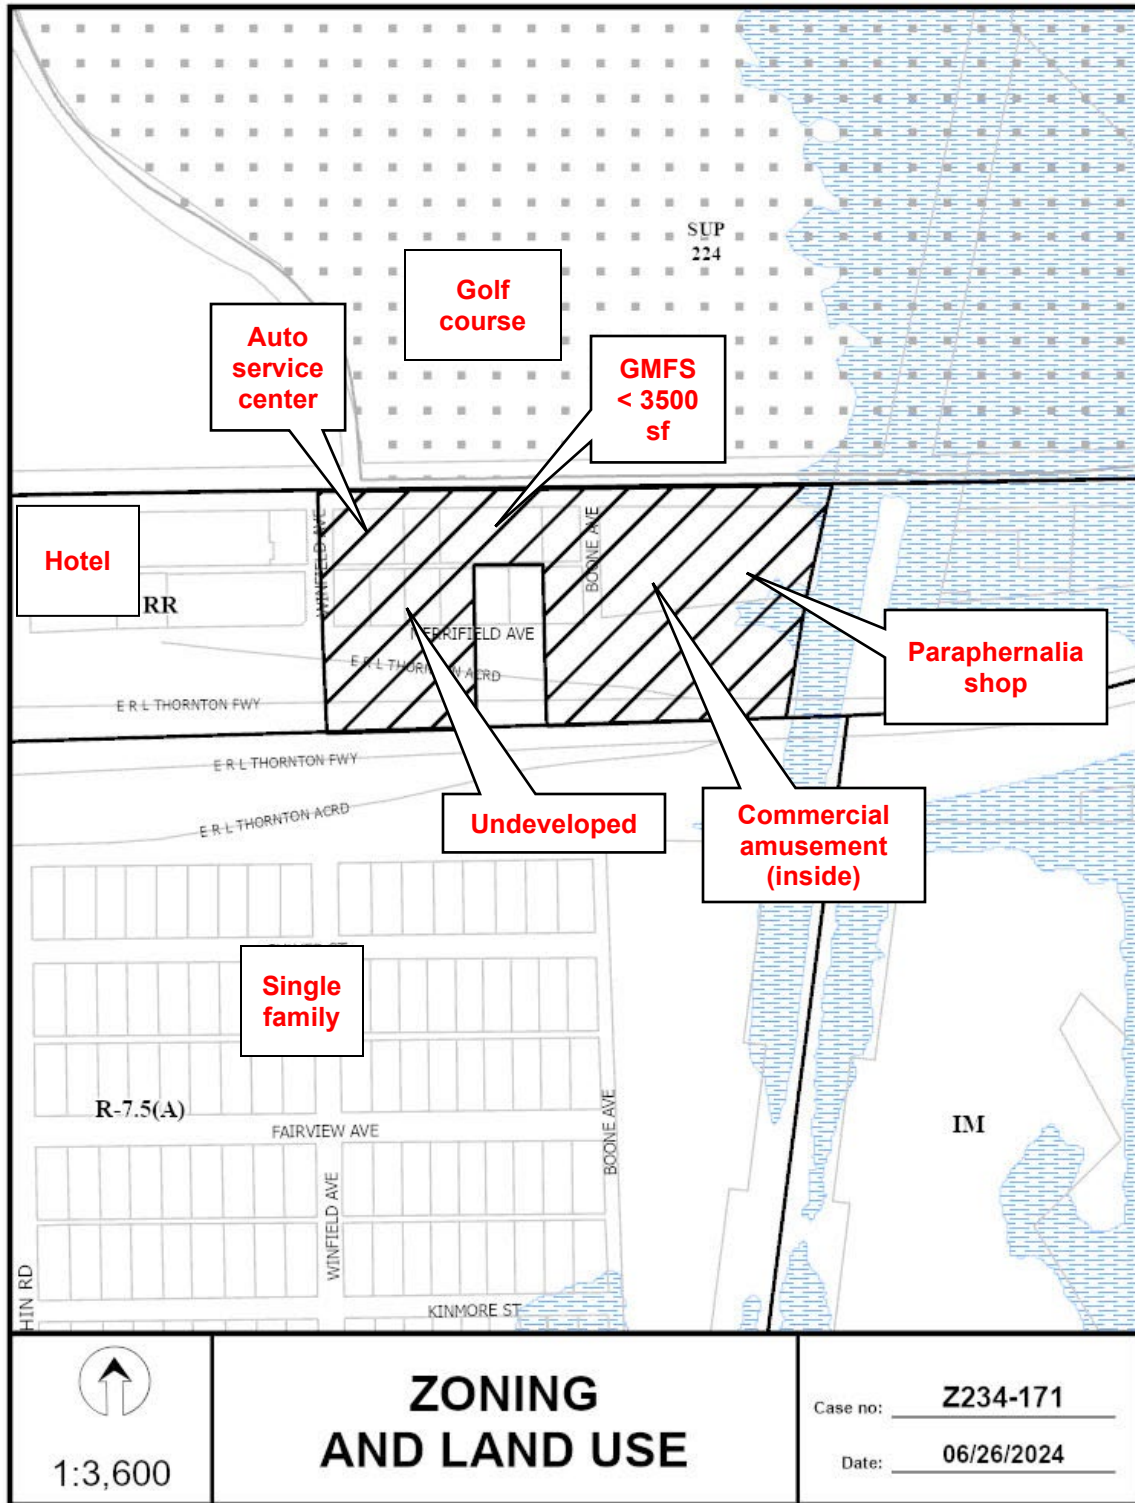 SUP
224
Golf
course
Auto
service
center
GMFS
< 3500
sf
Hotel
RR
WINFIELD AVE
BOONE AVE
MERRIFIELD AVE
E R L THORNTON ACRD
E R L THORNTON FWY
Paraphernalia
shop
E R L THORNTON FWY
E R L THORNTON ACRD
Undeveloped
Commercial
amusement
(inside)
Single
family
R-7.5(A)
FAIRVIEW AVE
BOONE AVE
IM
WINFIELD AVE
HIN RD
KINMORE ST
1:3,600
ZONING
AND LAND USE
Case no: Z234-171
Date: 06/26/2024